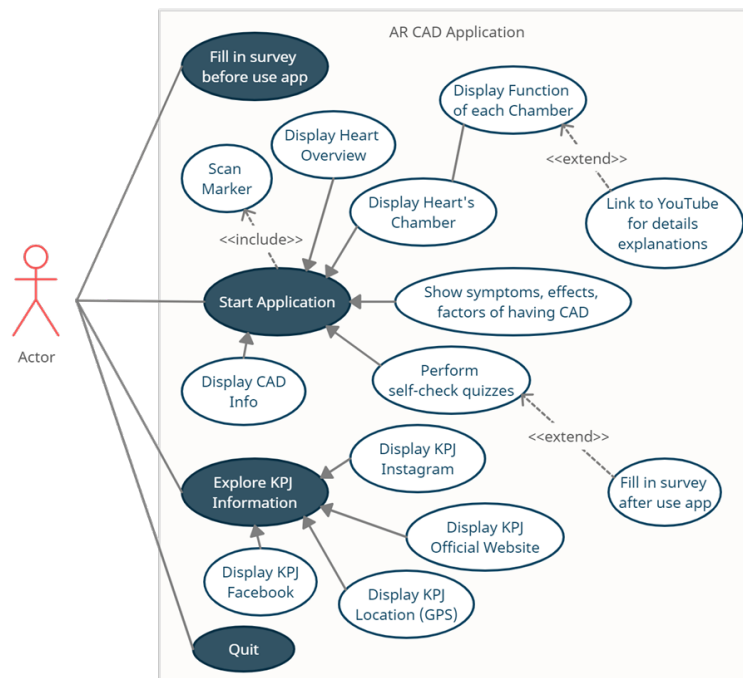 AR CAD Application
Fill in survey
before use app
Display Function
of each Chamber
Display Heart
Overview
<<extend>>
Scan
Marker
Display Heart's
Chamber
Link to YouTube
for details
explanations
<<include>>
Start Application
Show symptoms, effects,
factors of having CAD
Actor
Display CAD
Info
Perform
self-check quizzes
<<extend>>
Display KPJ
Instagram
Explore KPJ
Information
Fill in survey
after use app
Display KPJ
Official Website
Display KPJ
Facebook
Display KPJ
Location (GPS)
Quit